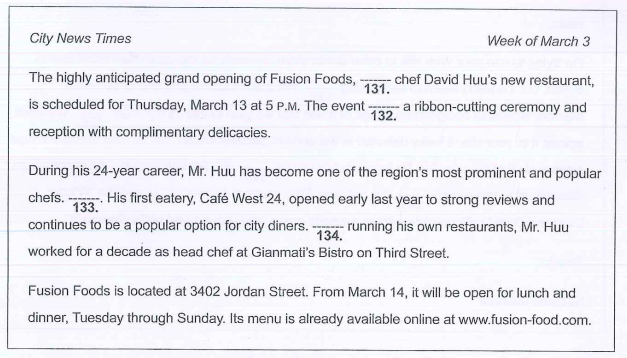 City News Times Week of March 3
The highly anticipated grand opening of Fusion Foods, ------- chef David Huu's new restaurant,
131.
is scheduled for Thursday, March 13 at 5 P.M. The event ------- a ribbon-cutting ceremony and
132.
reception with complimentary delicacies.
During his 24-year career, Mr. Huu has become one of the region's most prominent and popular
chefs. -------. His first eatery, Café West 24, opened early last year to strong reviews and
133.
continues to be a popular option for city diners. ------- running his own restaurants, Mr. Huu
134.
worked for a decade as head chef at Gianmati's Bistro on Third Street.
Fusion Foods is located at 3402 Jordan Street. From March 14, it will be open for lunch and
dinner, Tuesday through Sunday. Its menu is already available online at www.fusion-food.com.